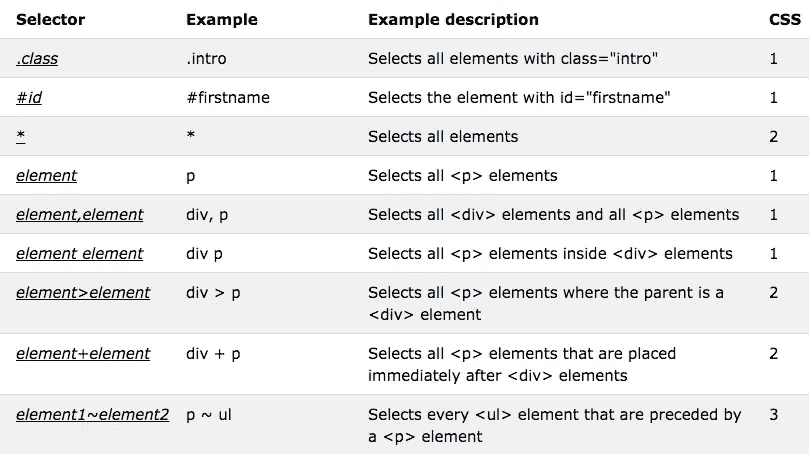 Selector Example Example description CSS
.class .intro Selects all elements with class="intro" 1
#id #firstname Selects the element with id="firstname" 1
* * Selects all elements 2
element p Selects all <p> elements 1
element,element div, p Selects all <div> elements and all <p> elements 1
element element div p Selects all <p> elements inside <div> elements 1
element>element div > p Selects all <p> elements where the parent is a 2
<div> element
element+element div + p Selects all <p> elements that are placed 2
immediately after <div> elements
element1~element2 p ~ ul Selects every <ul> element that are preceded by 3
a <p> element